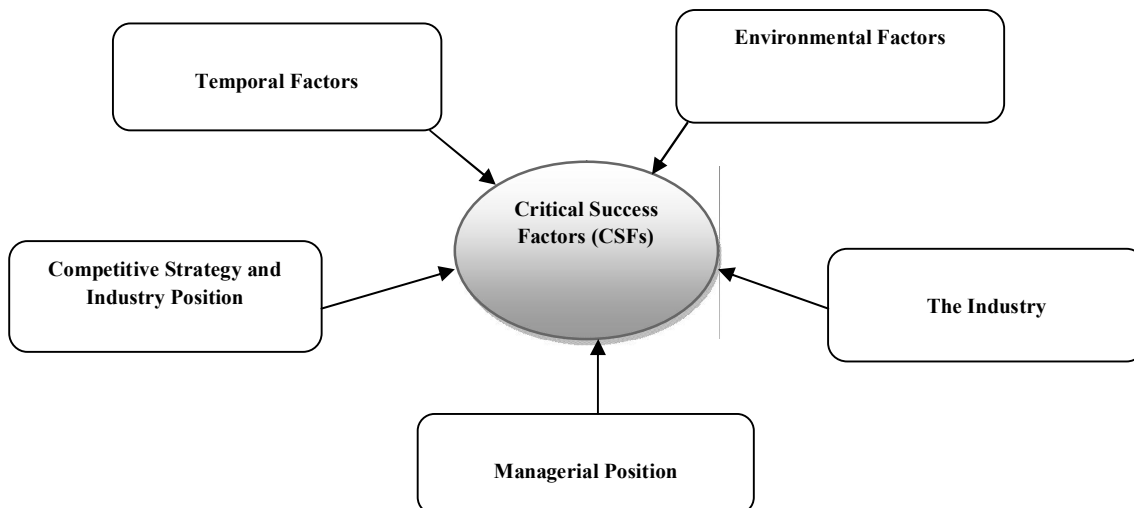 Environmental Factors
Temporal Factors
Critical Success
Factors (CSFs)
Competitive Strategy and
Industry Position
The Industry
Managerial Position